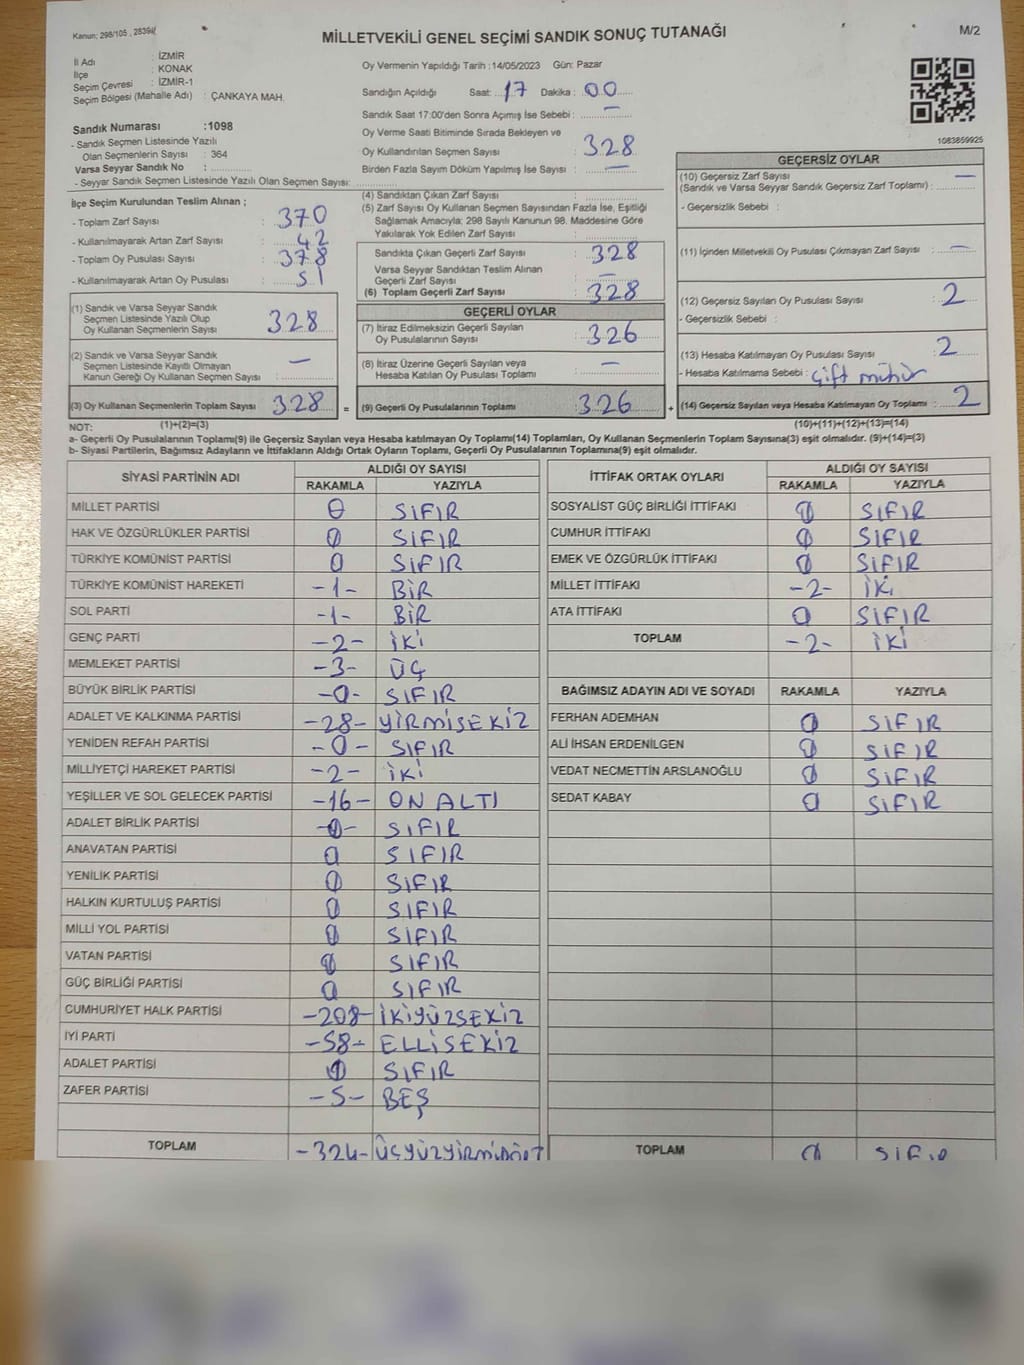 Kanun: 298/105 , 2839/
MİLLETVEKİLİ GENEL SEÇİMİ SANDIK SONUÇ TUTANAĞI
M/2
İl Adı : İZMİR
İlçe : KONAK
Seçim Çevresi : İZMİR-1
Seçim Bölgesi (Mahalle Adı) : ÇANKAYA MAH.
Sandık Numarası :1098
- Sandık Seçmen Listesinde Yazılı
Olan Seçmenlerin Sayısı : 364
Varsa Seyyar Sandık No :
- Seyyar Sandık Seçmen Listesinde Yazılı Olan Seçmen Sayısı:
Oy Vermenin Yapıldığı Tarih :14/05/2023 Gün: Pazar
Sandığın Açıldığı Saat: 17 Dakika : 00
Sandık Saat 17:00'den Sonra Açımış İse Sebebi : —
Oy Verme Saati Bitiminde Sırada Bekleyen ve
Oy Kullandırılan Seçmen Sayısı : 328
Birden Fazla Sayım Döküm Yapılmış İse Sayısı : —
1083859925
İlçe Seçim Kurulundan Teslim Alınan ;
- Toplam Zarf Sayısı : 370
- Kullanılmayarak Artan Zarf Sayısı : 42
- Toplam Oy Pusulası Sayısı : 378
- Kullanılmayarak Artan Oy Pusulası : 51
(1) Sandık ve Varsa Seyyar Sandık
Seçmen Listesinde Yazılı Olup
Oy Kullanan Seçmenlerin Sayısı : 328
(2) Sandık ve Varsa Seyyar Sandık
Seçmen Listesinde Kayıtlı Olmayan
Kanun Gereği Oy Kullanan Seçmen Sayısı : —
(3) Oy Kullanan Seçmenlerin Toplam Sayısı : 328 =
(4) Sandıktan Çıkan Zarf Sayısı :
(5) Zarf Sayısı Oy Kullanan Seçmen Sayısından Fazla İse, Eşitliği
Sağlamak Amacıyla; 298 Sayılı Kanunun 98. Maddesine Göre
Yakılarak Yok Edilen Zarf Sayısı :
Sandıkta Çıkan Geçerli Zarf Sayısı : 328
Varsa Seyyar Sandıktan Teslim Alınan
Geçerli Zarf Sayısı : —
(6) Toplam Geçerli Zarf Sayısı : 328
GEÇERLİ OYLAR
(7) İtiraz Edilmeksizin Geçerli Sayılan
Oy Pusulalarının Sayısı : 326
(8) İtiraz Üzerine Geçerli Sayılan veya
Hesaba Katılan Oy Pusulası Toplamı : —
(9) Geçerli Oy Pusulalarının Toplamı : 326 +
GEÇERSİZ OYLAR
(10) Geçersiz Zarf Sayısı
(Sandık ve Varsa Seyyar Sandık Geçersiz Zarf Toplamı) : —
- Geçersizlik Sebebi :
(11) İçinden Milletvekili Oy Pusulası Çıkmayan Zarf Sayısı : —
(12) Geçersiz Sayılan Oy Pusulası Sayısı : 2
- Geçersizlik Sebebi :
(13) Hesaba Katılmayan Oy Pusulası Sayısı : 2
- Hesaba Katılmama Sebebi : çift mühür
(14) Geçersiz Sayılan veya Hesaba Katılmayan Oy Toplamı : 2
NOT: (1)+(2)=(3) (10)+(11)+(12)+(13)=(14)
a- Geçerli Oy Pusulalarının Toplamı(9) ile Geçersiz Sayılan veya Hesaba katılmayan Oy Toplamı(14) Toplamları, Oy Kullanan Seçmenlerin Toplam Sayısına(3) eşit olmalıdır. (9)+(14)=(3)
b- Siyasi Partilerin, Bağımsız Adayların ve İttifakların Aldığı Ortak Oyların Toplamı, Geçerli Oy Pusulalarının Toplamına(9) eşit olmalıdır.
SİYASİ PARTİNİN ADI ALDIĞI OY SAYISI
RAKAMLA YAZIYLA
MİLLET PARTİSİ 0 SIFIR
HAK VE ÖZGÜRLÜKLER PARTİSİ 0 SIFIR
TÜRKİYE KOMÜNİST PARTİSİ 0 SIFIR
TÜRKİYE KOMÜNİST HAREKETİ -1- BİR
SOL PARTİ -1- BİR
GENÇ PARTİ -2- İKİ
MEMLEKET PARTİSİ -3- ÜÇ
BÜYÜK BİRLİK PARTİSİ -0- SIFIR
ADALET VE KALKINMA PARTİSİ -28- YİRMİSEKİZ
YENİDEN REFAH PARTİSİ -0- SIFIR
MİLLİYETÇİ HAREKET PARTİSİ -2- İKİ
YEŞİLLER VE SOL GELECEK PARTİSİ -16- ON ALTI
ADALET BİRLİK PARTİSİ -0- SIFIR
ANAVATAN PARTİSİ 0 SIFIR
YENİLİK PARTİSİ 0 SIFIR
HALKIN KURTULUŞ PARTİSİ 0 SIFIR
MİLLİ YOL PARTİSİ 0 SIFIR
VATAN PARTİSİ 0 SIFIR
GÜÇ BİRLİĞİ PARTİSİ 0 SIFIR
CUMHURİYET HALK PARTİSİ -208- İKİYÜZSEKİZ
İYİ PARTİ -58- ELLİSEKİZ
ADALET PARTİSİ 0 SIFIR
ZAFER PARTİSİ -5- BEŞ
TOPLAM -324- ÜÇYÜZYİRMİDÖRT
İTTİFAK ORTAK OYLARI ALDIĞI OY SAYISI
RAKAMLA YAZIYLA
SOSYALİST GÜÇ BİRLİĞİ İTTİFAKI 0 SIFIR
CUMHUR İTTİFAKI 0 SIFIR
EMEK VE ÖZGÜRLÜK İTTİFAKI 0 SIFIR
MİLLET İTTİFAKI -2- İKİ
ATA İTTİFAKI 0 SIFIR
TOPLAM -2- İKİ
BAĞIMSIZ ADAYIN ADI VE SOYADI RAKAMLA YAZIYLA
FERHAN ADEMHAN 0 SIFIR
ALİ İHSAN ERDENİLGEN 0 SIFIR
VEDAT NECMETTİN ARSLANOĞLU 0 SIFIR
SEDAT KABAY 0 SIFIR
TOPLAM 0 SIFIR